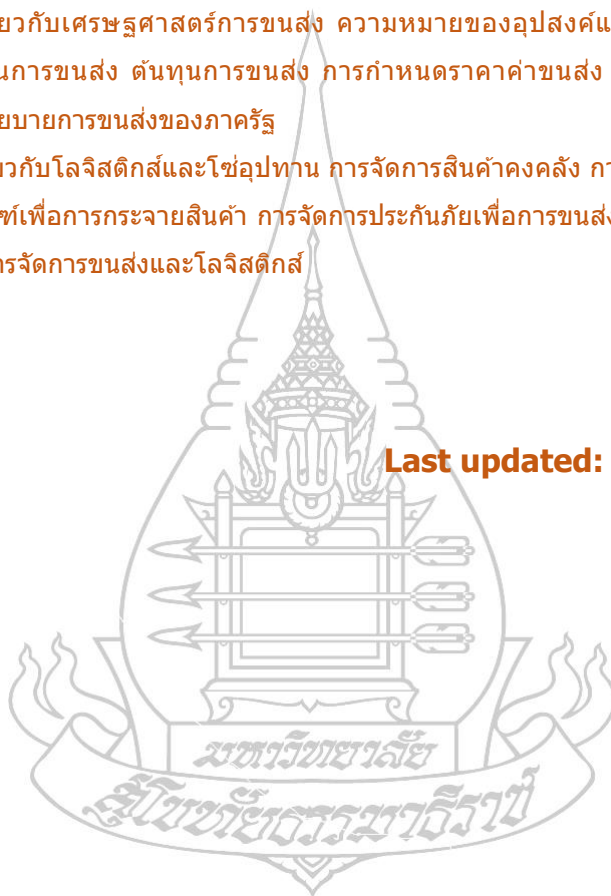 ยวกับเศรษฐศาสตร์การขนส่ง ความหมายของอุปสงค์แ
นการขนส่ง ต้นทุนการขนส่ง การกำหนดราคาค่าขนส่ง
ยบายการขนส่งของภาครัฐ
ยวกับโลจิสติกส์และโซ่อุปทาน การจัดการสินค้าคงคลัง กา
ฑ์เพื่อการกระจายสินค้า การจัดการประกันภัยเพื่อการขนส่ง
ารจัดการขนส่งและโลจิสติกส์
Last updated:
มหาวิทยาลัย
สุโขทัยธรรมาธิราช